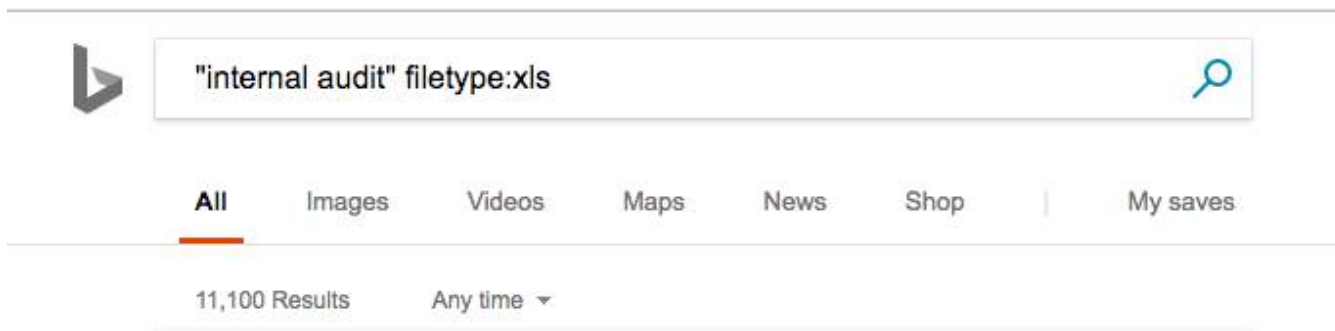 "internal audit" filetype:xls
All Images Videos Maps News Shop | My saves
11,100 Results Any time